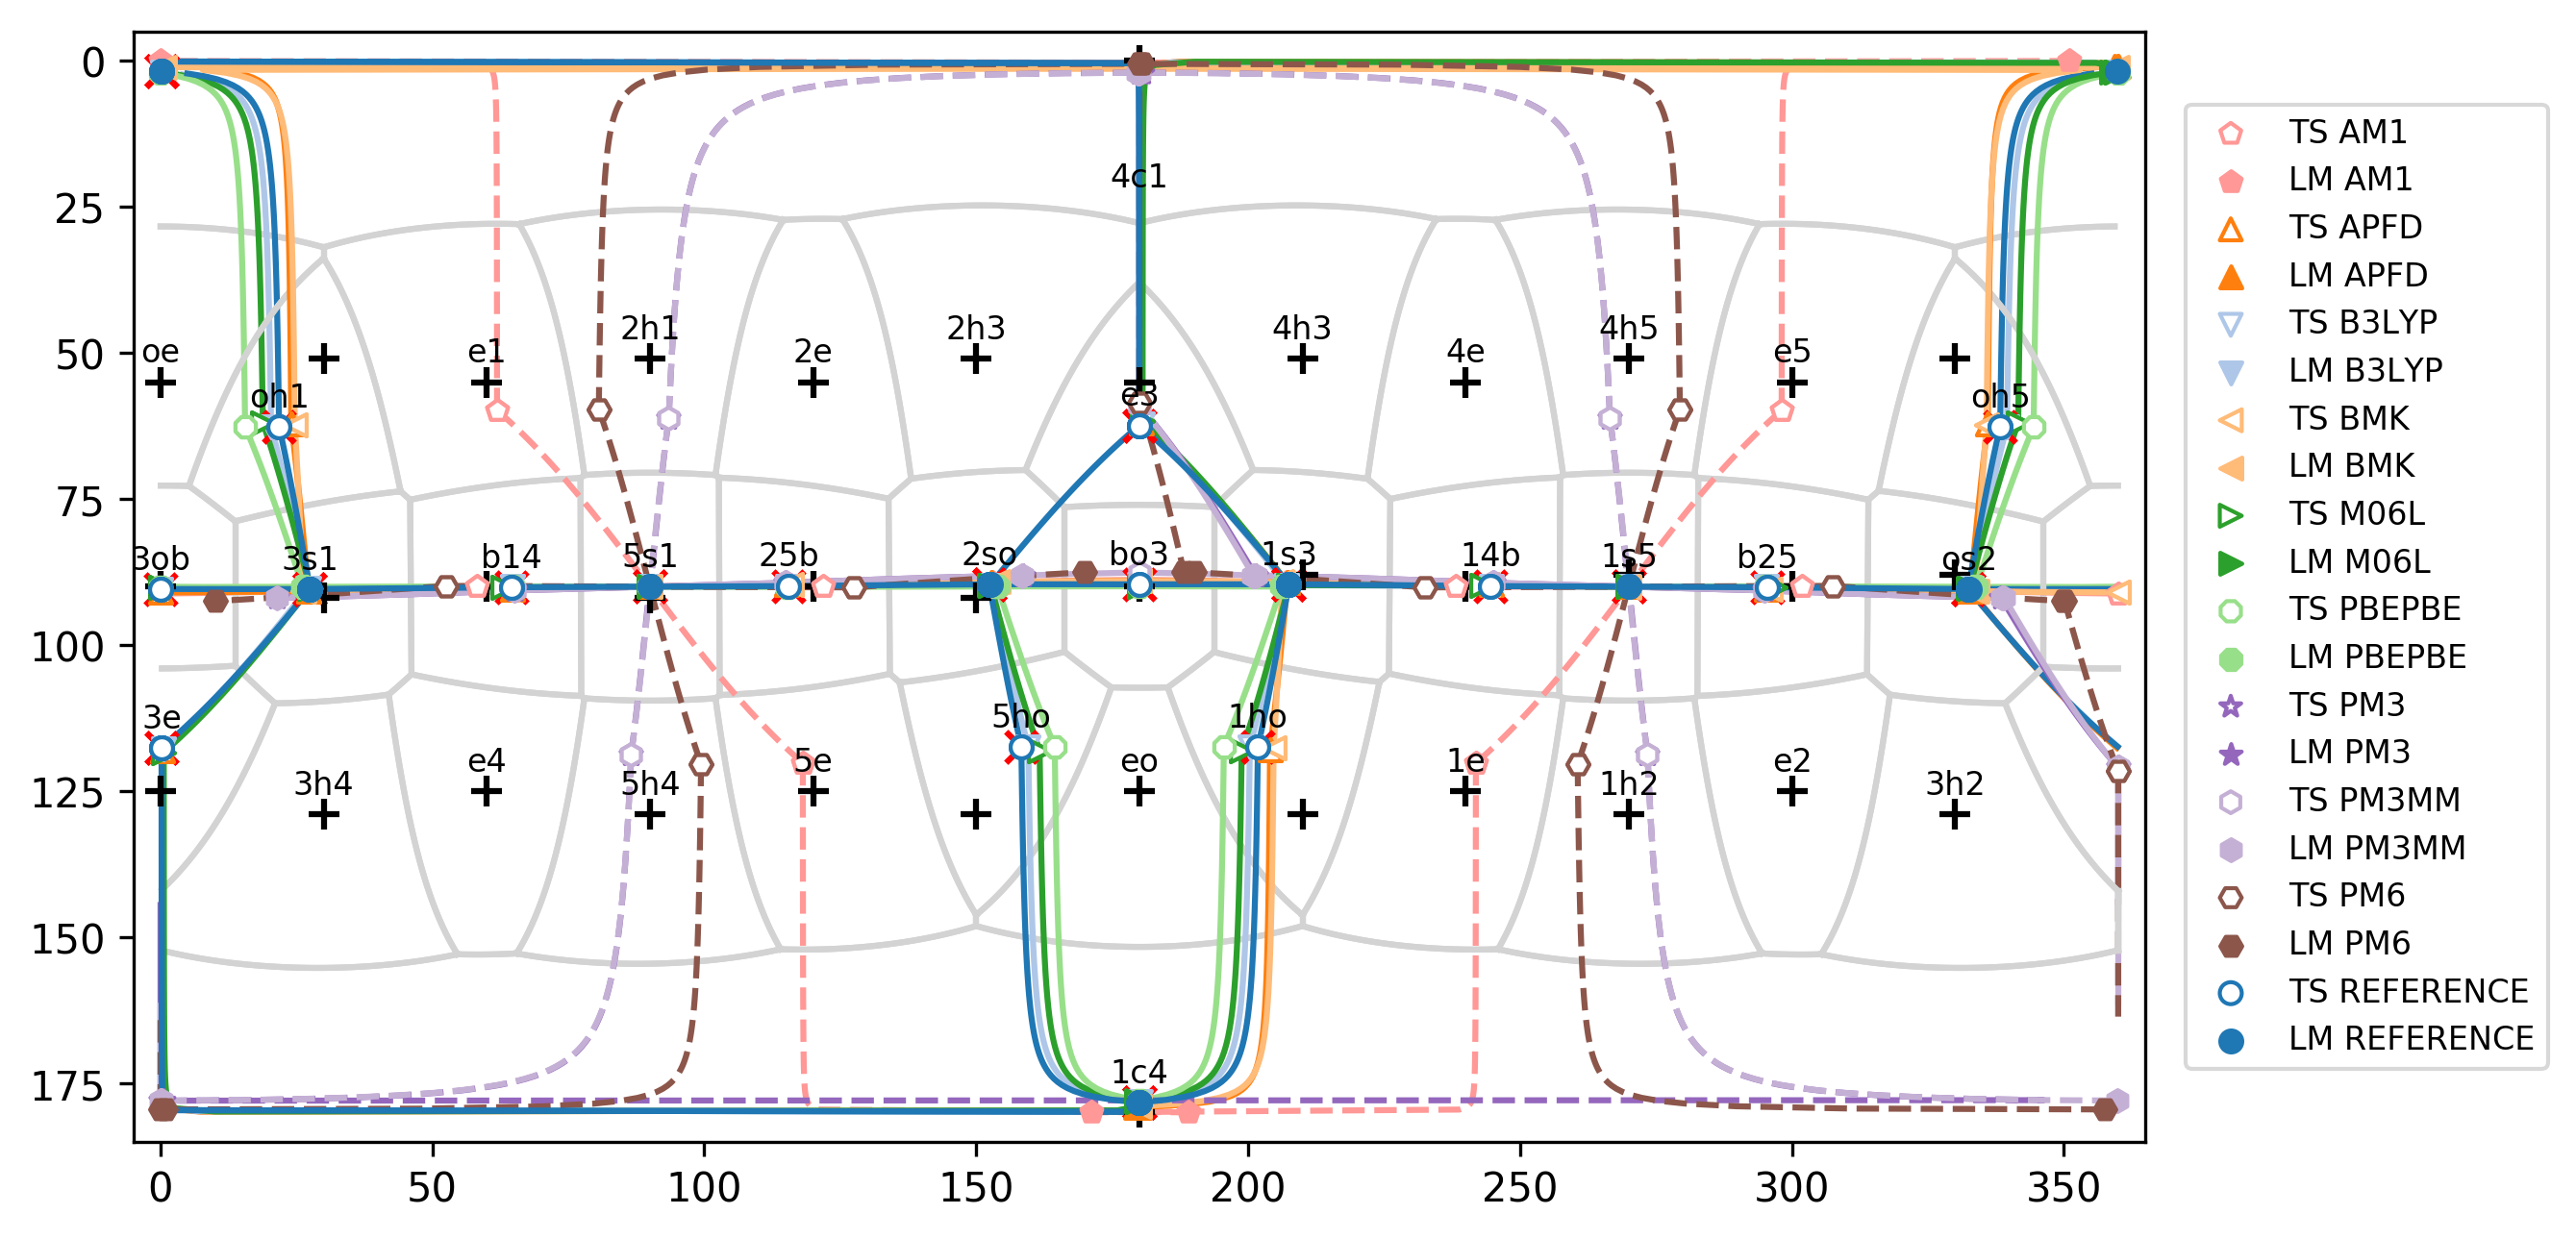 0
25
50
75
100
125
150
175
0
50
100
150
200
250
300
350
4c1
oe
e1
2h1
2e
2h3
4h3
4e
4h5
e5
oh1
e3
oh5
3ob
3s1
b14
5s1
25b
2so
bo3
1s3
14b
1s5
b25
os2
3e
5ho
1ho
3h4
e4
5h4
5e
eo
1e
1h2
e2
3h2
1c4
TS AM1
LM AM1
TS APFD
LM APFD
TS B3LYP
LM B3LYP
TS BMK
LM BMK
TS M06L
LM M06L
TS PBEPBE
LM PBEPBE
TS PM3
LM PM3
TS PM3MM
LM PM3MM
TS PM6
LM PM6
TS REFERENCE
LM REFERENCE